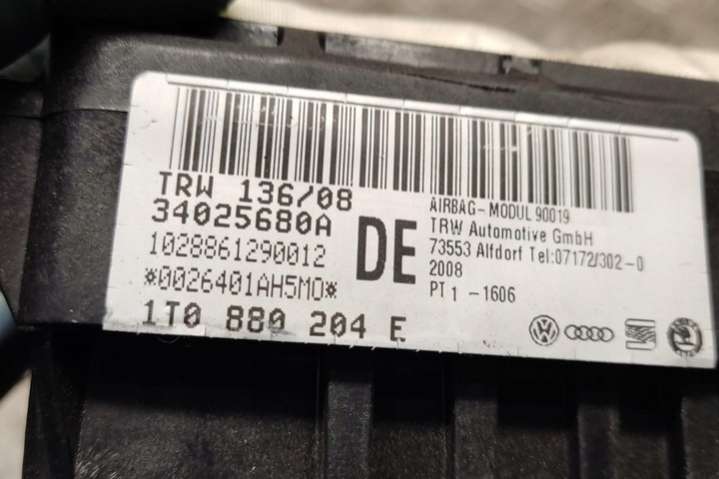 TRW 136/08
34025680A
1028861290012
*0026401AH5MO*
1T0 880 204 E
DE
AIRBAG-MODUL 90019
TRW Automotive GmbH
73553 Alfdorf Tel:07172/302-0
2008
PT 1 -1606